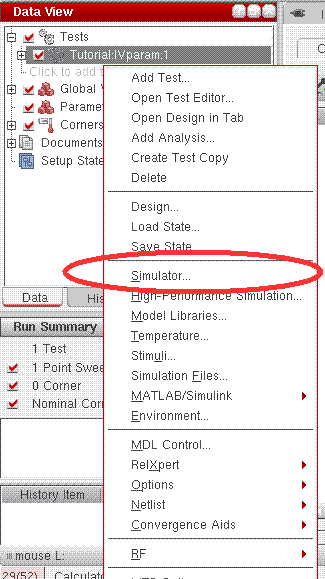 Data View
Tests
Tutorial:IVparam:1
Click to add t
Global V
Parame
Corners
Documents
Setup State
Data
His
Run Summary
1 Test
1 Point Swee
0 Corner
Nominal Corn
History Item
mouse L:
29(52)
Calculat
Add Test...
Open Test Editor...
Open Design in Tab
Add Analysis...
Create Test Copy
Delete
Design...
Load State...
Save State...
Simulator...
High-Performance Simulation...
Model Libraries...
Temperature...
Stimuli...
Simulation Files...
MATLAB/Simulink
Environment...
MDL Control...
RelXpert
Options
Netlist
Convergence Aids
RF